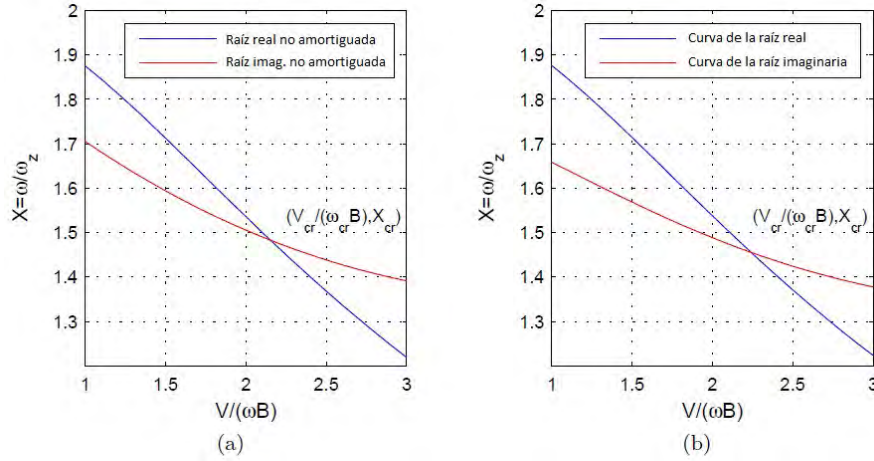 2
1.9
1.8
1.7
1.6
1.5
1.4
1.3
X=ω/ω_z
Raíz real no amortiguada
Raíz imag. no amortiguada
(V_cr/(ω_cr B),X_cr)
1 1.5 2 2.5 3
V/(ωB)
(a)
2
1.9
1.8
1.7
1.6
1.5
1.4
1.3
X=ω/ω_z
Curva de la raíz real
Curva de la raíz imaginaria
(V_cr/(ω_cr B),X_cr)
1 1.5 2 2.5 3
V/(ωB)
(b)